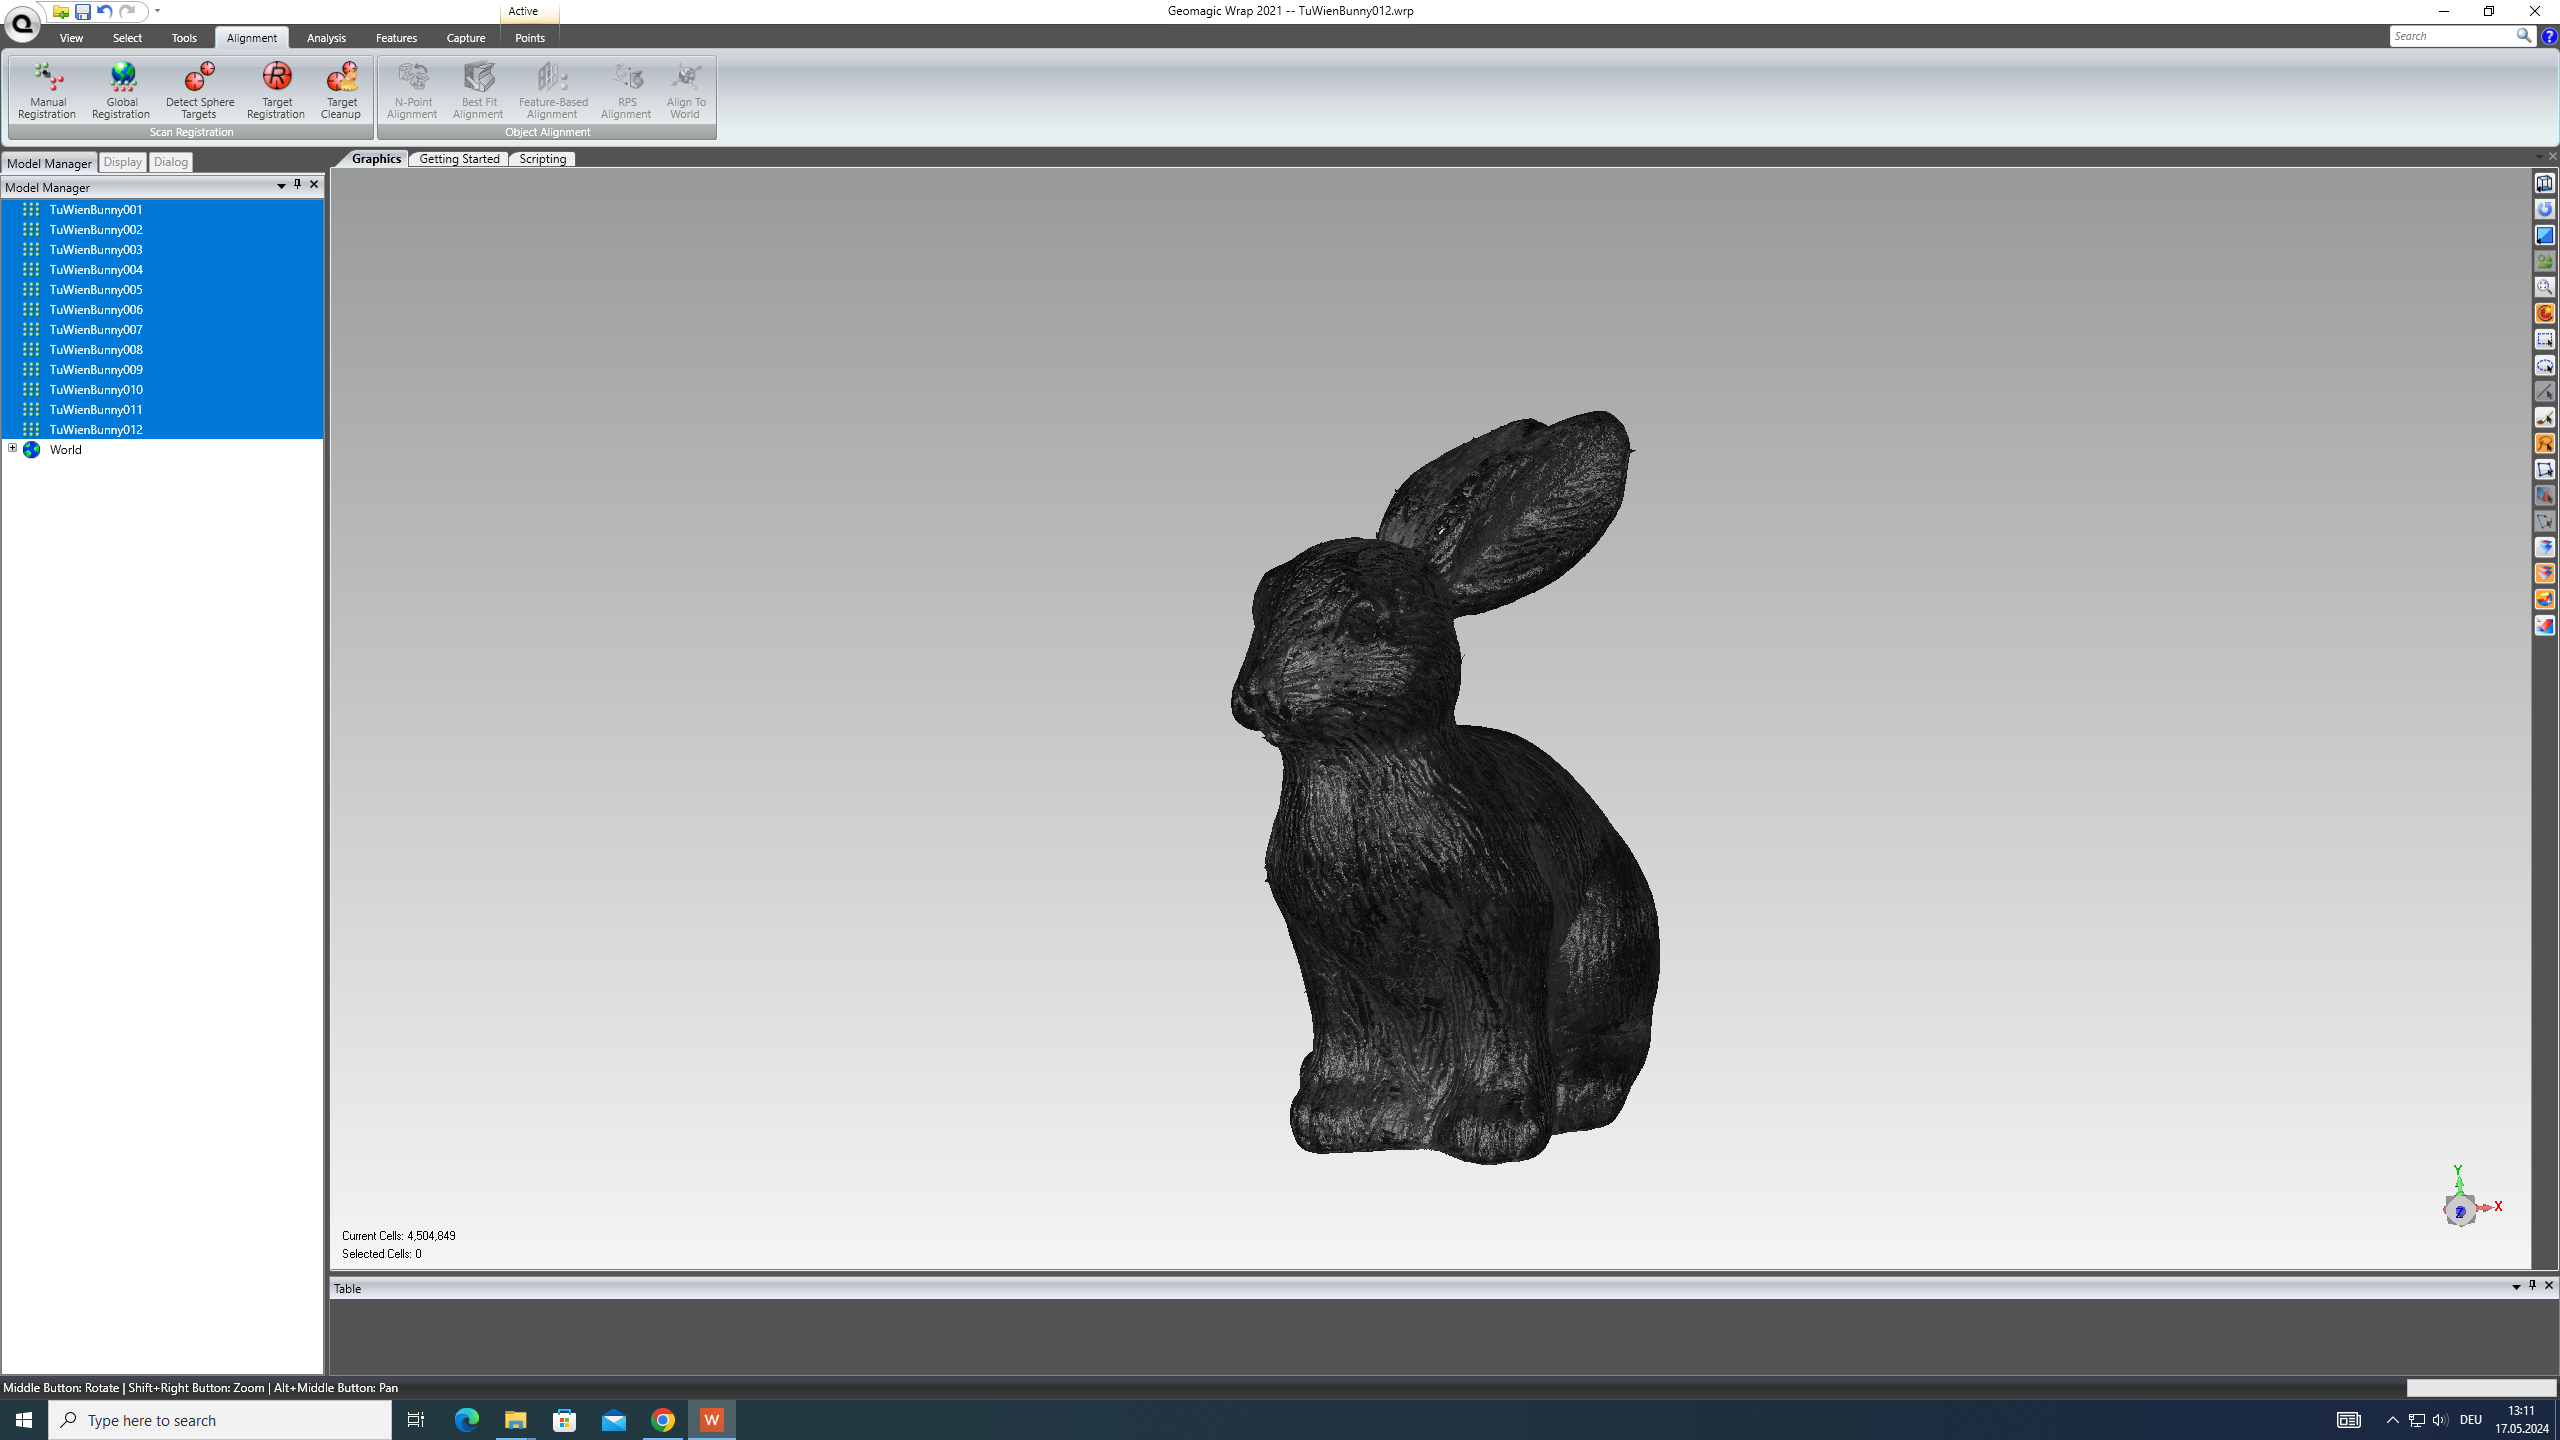 Active
Geomagic Wrap 2021 -- TuWienBunny012.wrp
View Select Tools Alignment Analysis Features Capture Points
Search
Manual Registration
Global Registration
Detect Sphere Targets
Target Registration
Target Cleanup
N-Point Alignment
Best Fit Alignment
Feature-Based Alignment
RPS Alignment
Align To World
Scan Registration
Object Alignment
Model Manager Display Dialog
Graphics Getting Started Scripting
Model Manager
TuWienBunny001
TuWienBunny002
TuWienBunny003
TuWienBunny004
TuWienBunny005
TuWienBunny006
TuWienBunny007
TuWienBunny008
TuWienBunny009
TuWienBunny010
TuWienBunny011
TuWienBunny012
World
Y
X
Z
Current Cells: 4,504,849
Selected Cells: 0
Table
Middle Button: Rotate | Shift+Right Button: Zoom | Alt+Middle Button: Pan
Type here to search
W
DEU
13:11
17.05.2024